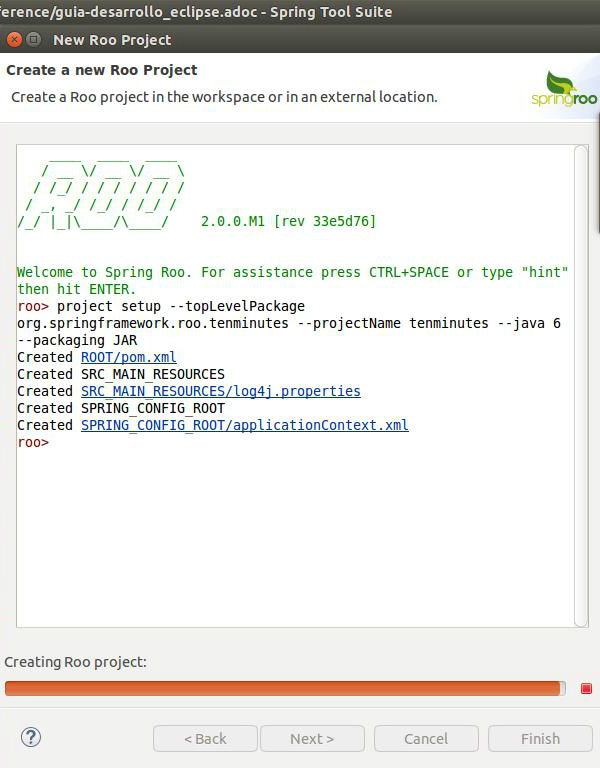 ference/guia-desarrollo_eclipse.adoc - Spring Tool Suite
New Roo Project
Create a new Roo Project
Create a Roo project in the workspace or in an external location.
springroo
    ____  ____  ____
   / __ \/ __ \/ __ \
  / /_/ / / / / / / /
 / _, _/ /_/ / /_/ /
/_/ |_|\____/\____/    2.0.0.M1 [rev 33e5d76]
Welcome to Spring Roo. For assistance press CTRL+SPACE or type "hint"
then hit ENTER.
roo> project setup --topLevelPackage
org.springframework.roo.tenminutes --projectName tenminutes --java 6
--packaging JAR
Created ROOT/pom.xml
Created SRC_MAIN_RESOURCES
Created SRC_MAIN_RESOURCES/log4j.properties
Created SPRING_CONFIG_ROOT
Created SPRING_CONFIG_ROOT/applicationContext.xml
roo>
Creating Roo project:
?
< Back
Next >
Cancel
Finish